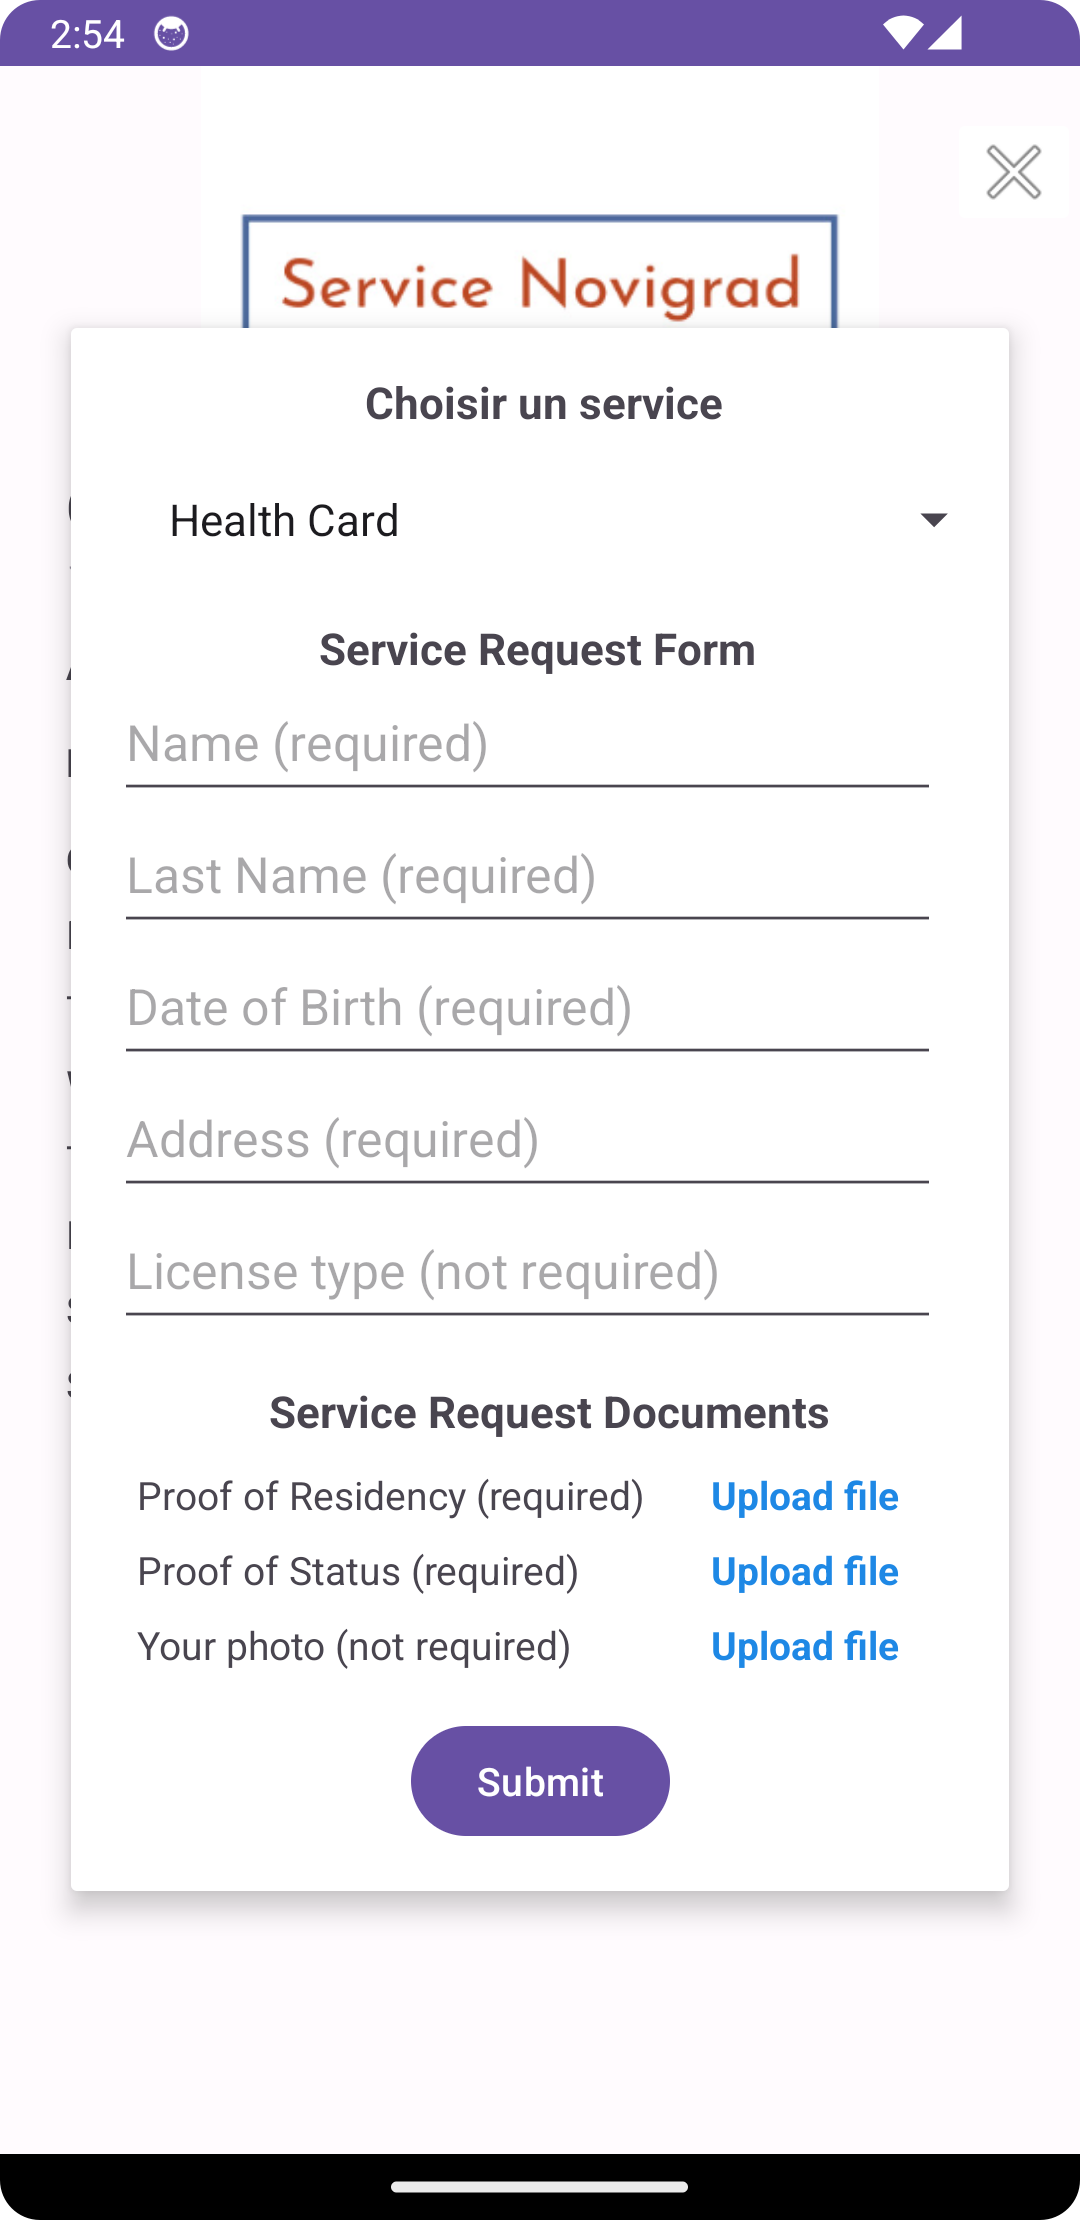 2:54
Service Novigrad
Choisir un service
Health Card
Service Request Form
Name (required)
Last Name (required)
Date of Birth (required)
Address (required)
License type (not required)
Service Request Documents
Proof of Residency (required) Upload file
Proof of Status (required) Upload file
Your photo (not required) Upload file
Submit